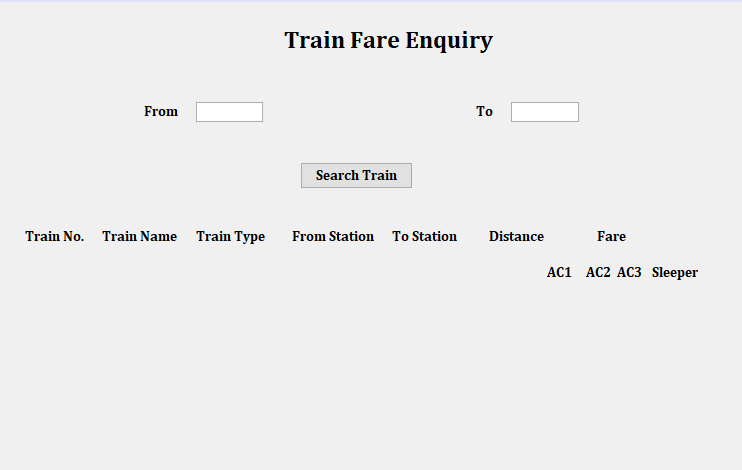 Train Fare Enquiry
From To
Search Train
Train No. Train Name Train Type From Station To Station Distance Fare
AC1 AC2 AC3 Sleeper